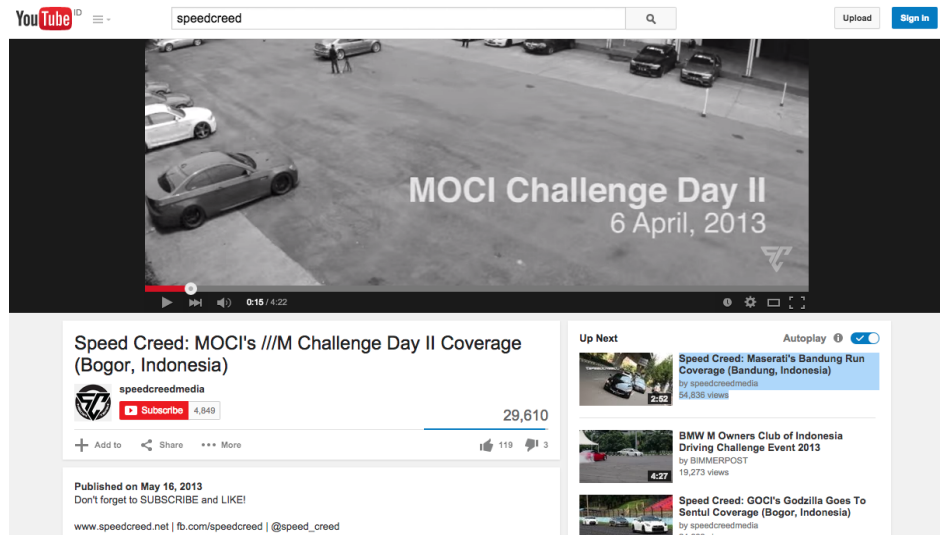 YouTube ID
speedcreed
Upload
Sign in
MOCI Challenge Day II
6 April, 2013
0:15 / 4:22
Speed Creed: MOCI's ///M Challenge Day II Coverage
(Bogor, Indonesia)
speedcreedmedia
Subscribe 4,849
29,610
Add to
Share
More
119
3
Published on May 16, 2013
Don't forget to SUBSCRIBE and LIKE!
www.speedcreed.net | fb.com/speedcreed | @speed_creed
Up Next
Autoplay
2:52
Speed Creed: Maserati's Bandung Run
Coverage (Bandung, Indonesia)
by speedcreedmedia
54,836 views
4:27
BMW M Owners Club of Indonesia
Driving Challenge Event 2013
by BIMMERPOST
19,273 views
Speed Creed: GOCI's Godzilla Goes To
Sentul Coverage (Bogor, Indonesia)
by speedcreedmedia